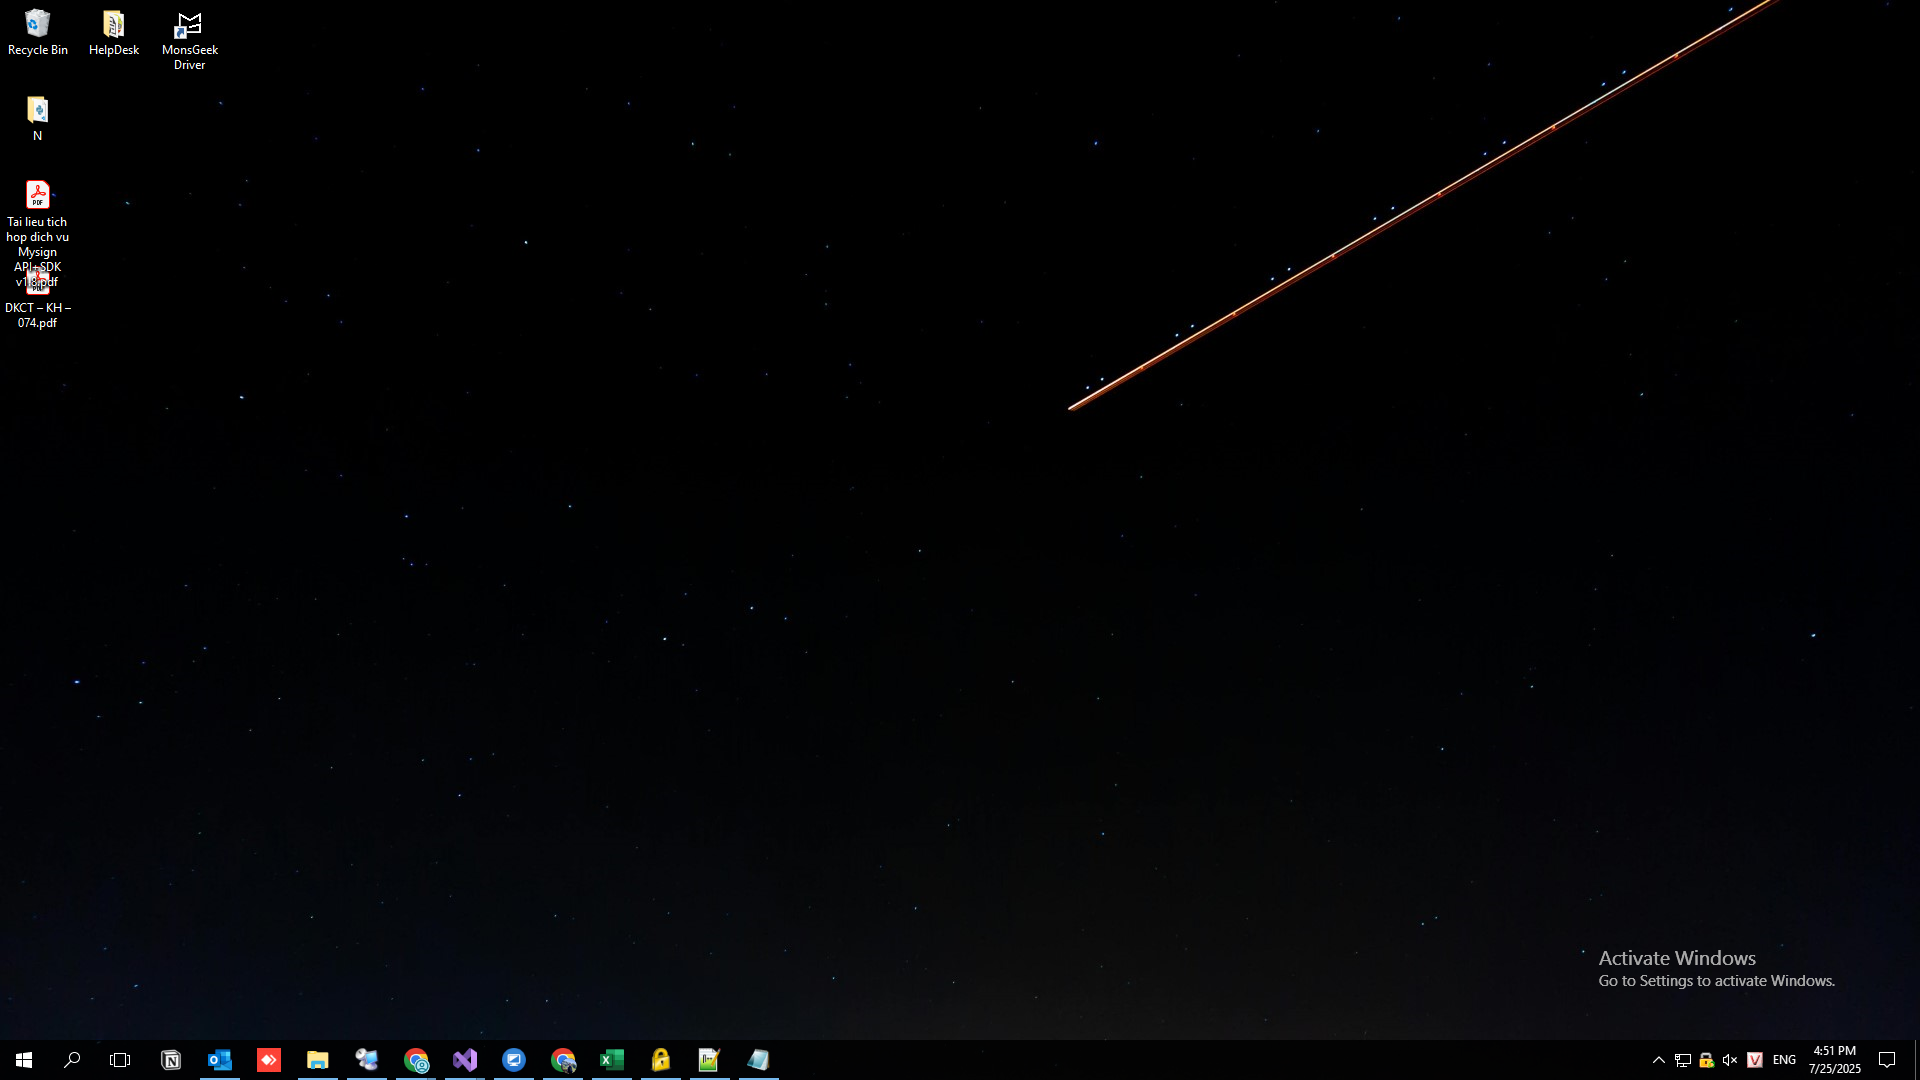 Recycle Bin
HelpDesk
MonsGeek
Driver
N
PDF
Tai lieu tich
hop dich vu
Mysign
API+SDK
v1.8.pdf
DKCT – KH –
074.pdf
Activate Windows
Go to Settings to activate Windows.
ENG
4:51 PM
7/25/2025